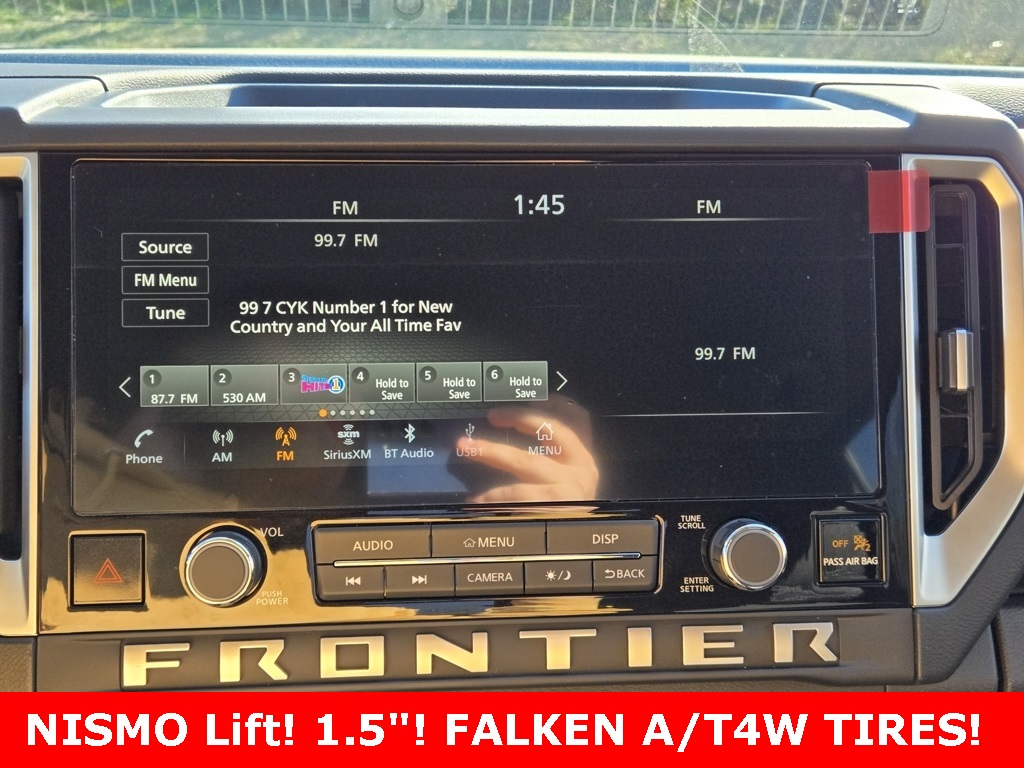 FM 1:45 FM
99.7 FM
Source
FM Menu
Tune
99 7 CYK Number 1 for New
Country and Your All Time Fav
99.7 FM
1 2 3 4 5 6
87.7 FM 530 AM Hold to Save Hold to Save Hold to Save
Phone AM FM SiriusXM BT Audio USB1 MENU
sxm
VOL
PUSH
POWER
AUDIO MENU DISP
CAMERA BACK
TUNE
SCROLL
ENTER
SETTING
OFF
PASS AIR BAG
FRONTIER
NISMO Lift! 1.5"! FALKEN A/T4W TIRES!